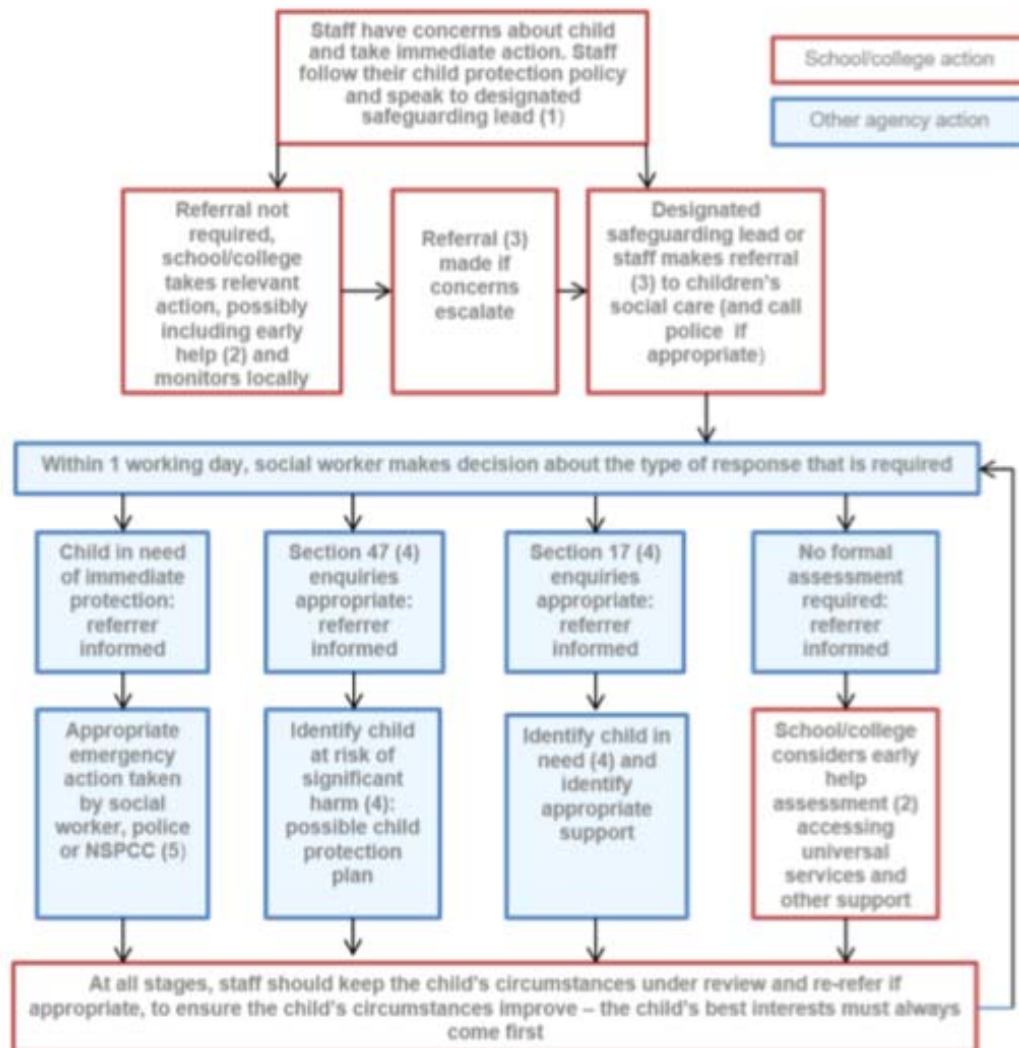 Staff have concerns about child
and take immediate action. Staff
follow their child protection policy
and speak to designated
safeguarding lead (1)
School/college action
Other agency action
Referral not
required,
school/college
takes relevant
action, possibly
including early
help (2) and
monitors locally
Referral (3)
made if
concerns
escalate
Designated
safeguarding lead or
staff makes referral
(3) to children's
social care (and call
police if
appropriate)
Within 1 working day, social worker makes decision about the type of response that is required
Child in need
of immediate
protection:
referrer
informed
Section 47 (4)
enquiries
appropriate:
referrer
informed
Section 17 (4)
enquiries
appropriate:
referrer
informed
No formal
assessment
required:
referrer
informed
Appropriate
emergency
action taken
by social
worker, police
or NSPCC (5)
Identify child
at risk of
significant
harm (4):
possible child
protection
plan
Identify child in
need (4) and
identify
appropriate
support
School/college
considers early
help
assessment (2)
accessing
universal
services and
other support
At all stages, staff should keep the child's circumstances under review and re-refer if
appropriate, to ensure the child's circumstances improve – the child's best interests must always
come first